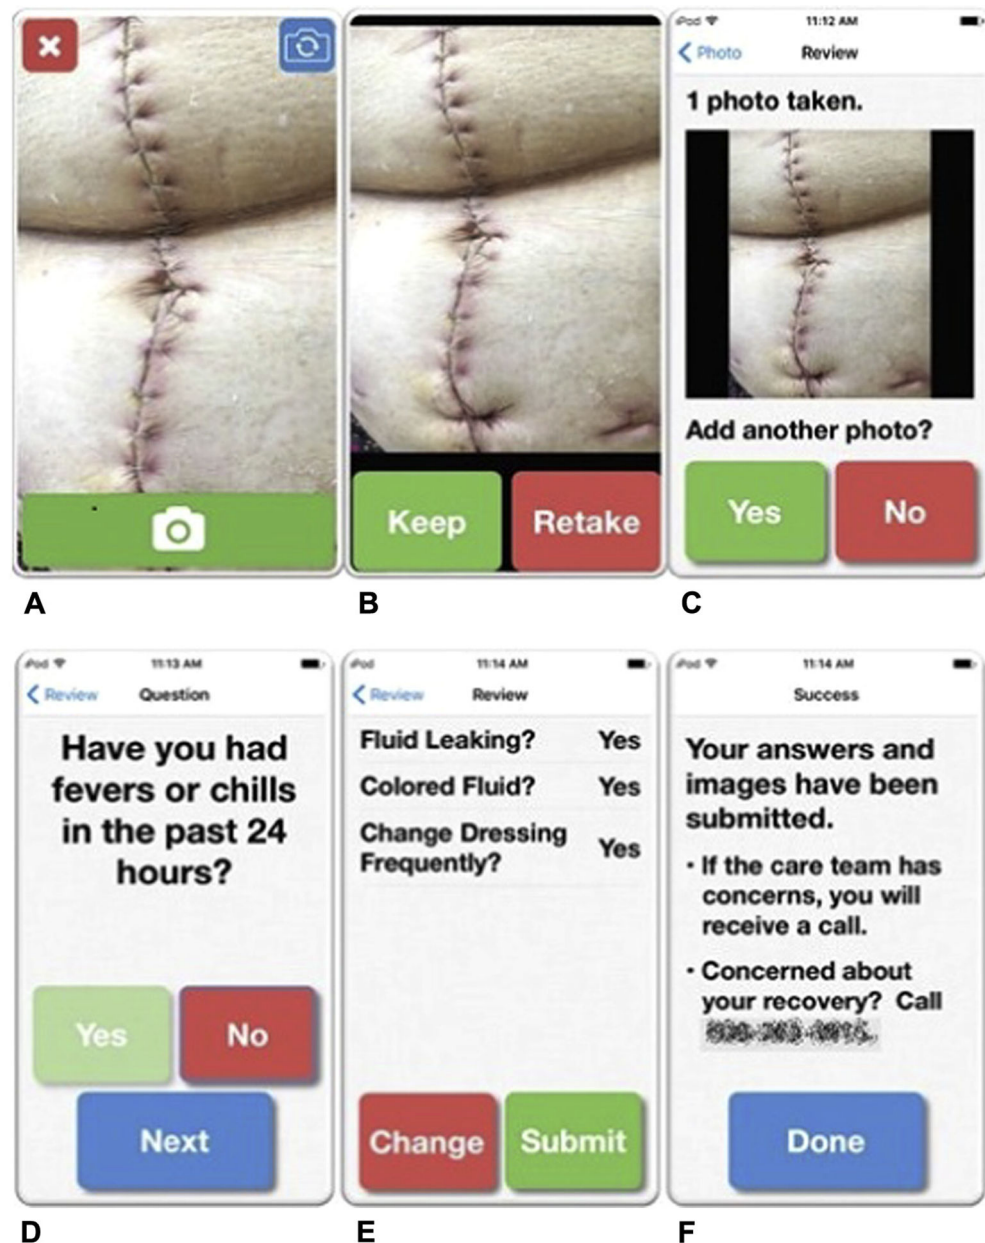 iPod 11:12 AM
Photo Review
1 photo taken.
Add another photo?
Keep Retake
Yes No
A B C
iPod 11:13 AM
Review Question
Have you had
fevers or chills
in the past 24
hours?
Yes No
Next
iPod 11:14 AM
Review Review
Fluid Leaking? Yes
Colored Fluid? Yes
Change Dressing
Frequently? Yes
Change Submit
iPod 11:14 AM
Success
Your answers and
images have been
submitted.
· If the care team has
concerns, you will
receive a call.
· Concerned about
your recovery? Call
Done
D E F